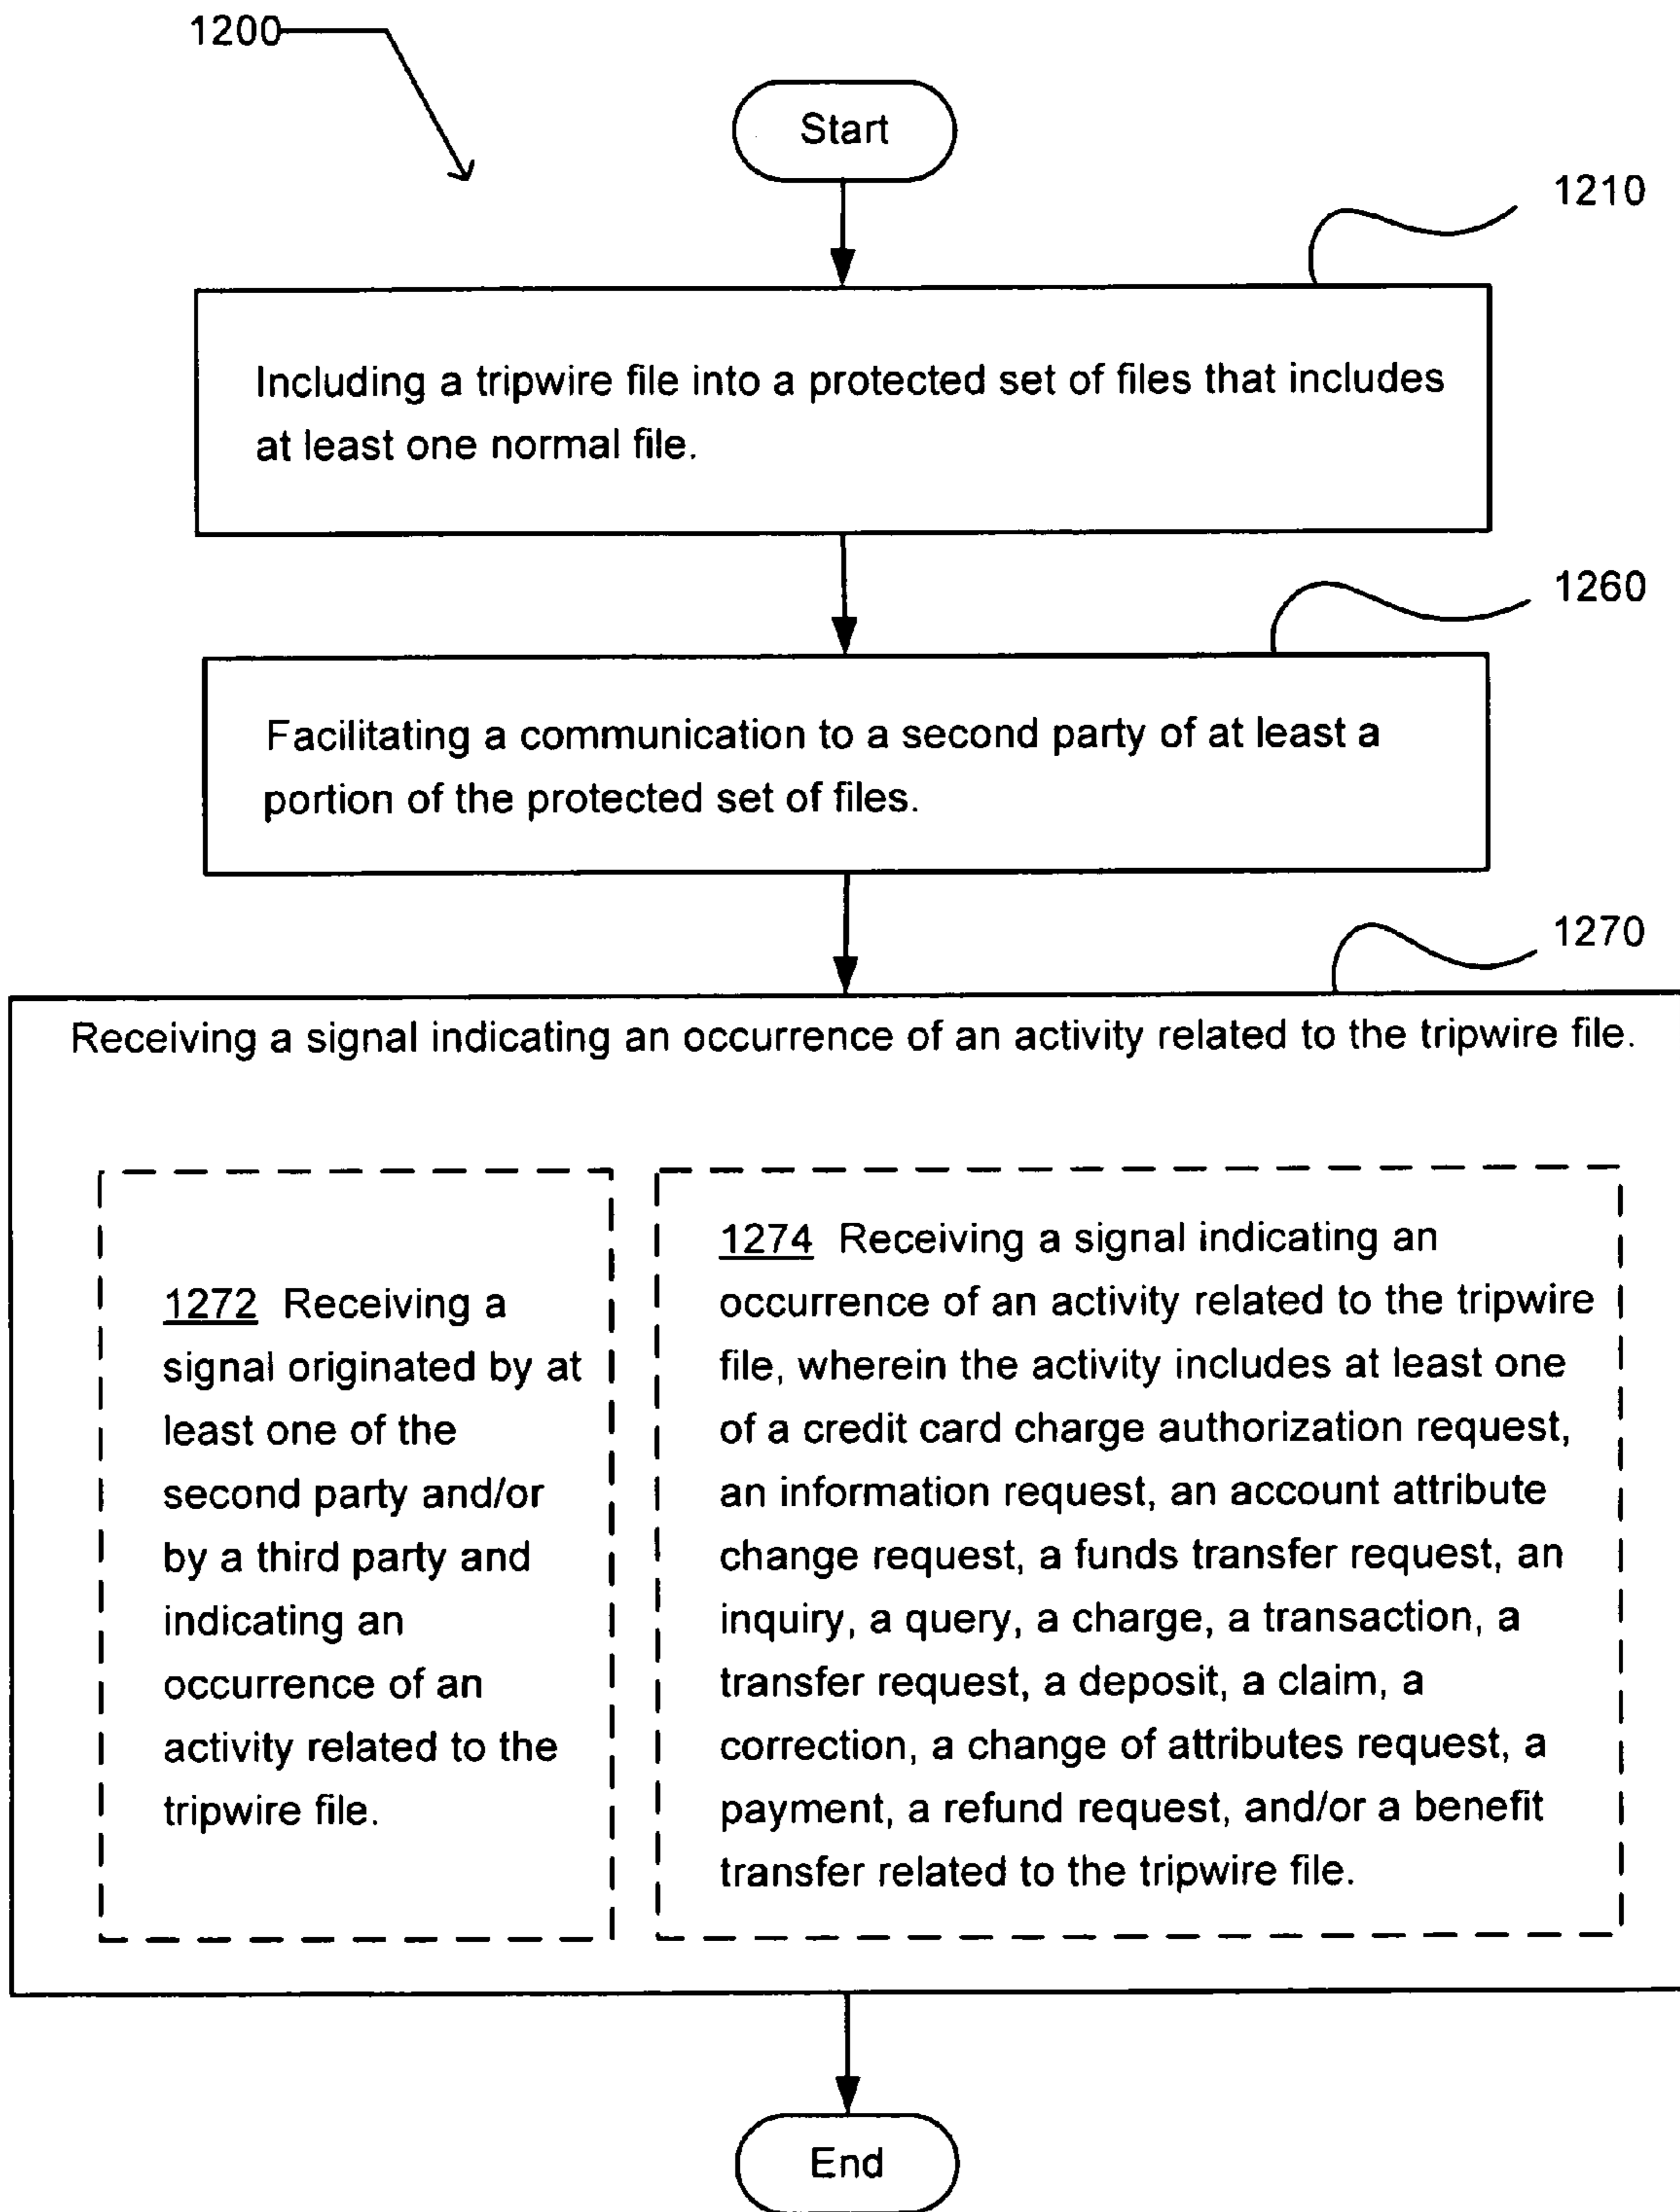 1200
Start
1210
Including a tripwire file into a protected set of files that includes
at least one normal file.
1260
Facilitating a communication to a second party of at least a
portion of the protected set of files.
1270
Receiving a signal indicating an occurrence of an activity related to the tripwire file.
1272 Receiving a
signal originated by at
least one of the
second party and/or
by a third party and
indicating an
occurrence of an
activity related to the
tripwire file.
1274 Receiving a signal indicating an
occurrence of an activity related to the tripwire
file, wherein the activity includes at least one
of a credit card charge authorization request,
an information request, an account attribute
change request, a funds transfer request, an
inquiry, a query, a charge, a transaction, a
transfer request, a deposit, a claim, a
correction, a change of attributes request, a
payment, a refund request, and/or a benefit
transfer related to the tripwire file.
End